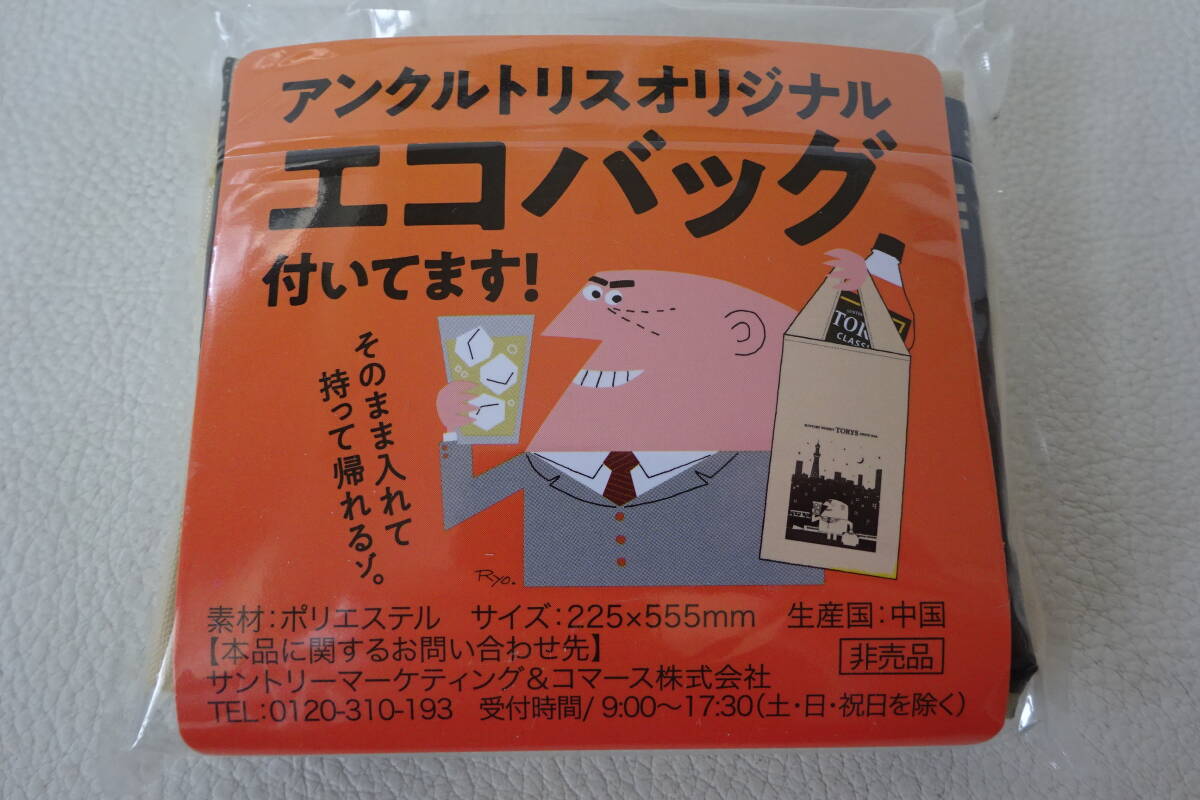 アンクルトリスオリジナル
エコバッグ
付いてます!
そのまま入れて
持って帰れるゾ。
TORYS
RYO.
素材:ポリエステル サイズ:225×555mm 生産国:中国
【本品に関するお問い合わせ先】
非売品
サントリーマーケティング&コマース株式会社
TEL:0120-310-193 受付時間/ 9:00〜17:30(土・日・祝日を除く)